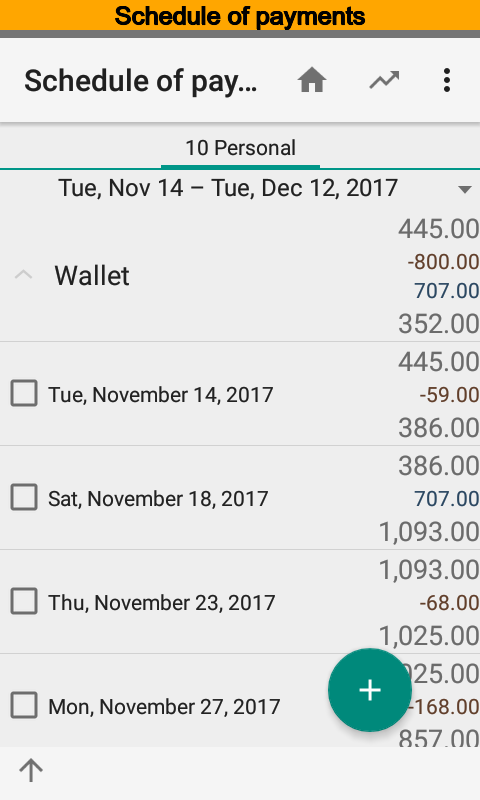 Schedule of payments
Schedule of pay...
10 Personal
Tue, Nov 14 – Tue, Dec 12, 2017
445.00
-800.00
Wallet
707.00
352.00
445.00
Tue, November 14, 2017
-59.00
386.00
386.00
Sat, November 18, 2017
707.00
1,093.00
1,093.00
Thu, November 23, 2017
-68.00
1,025.00
025.00
Mon, November 27, 2017
-168.00
857.00